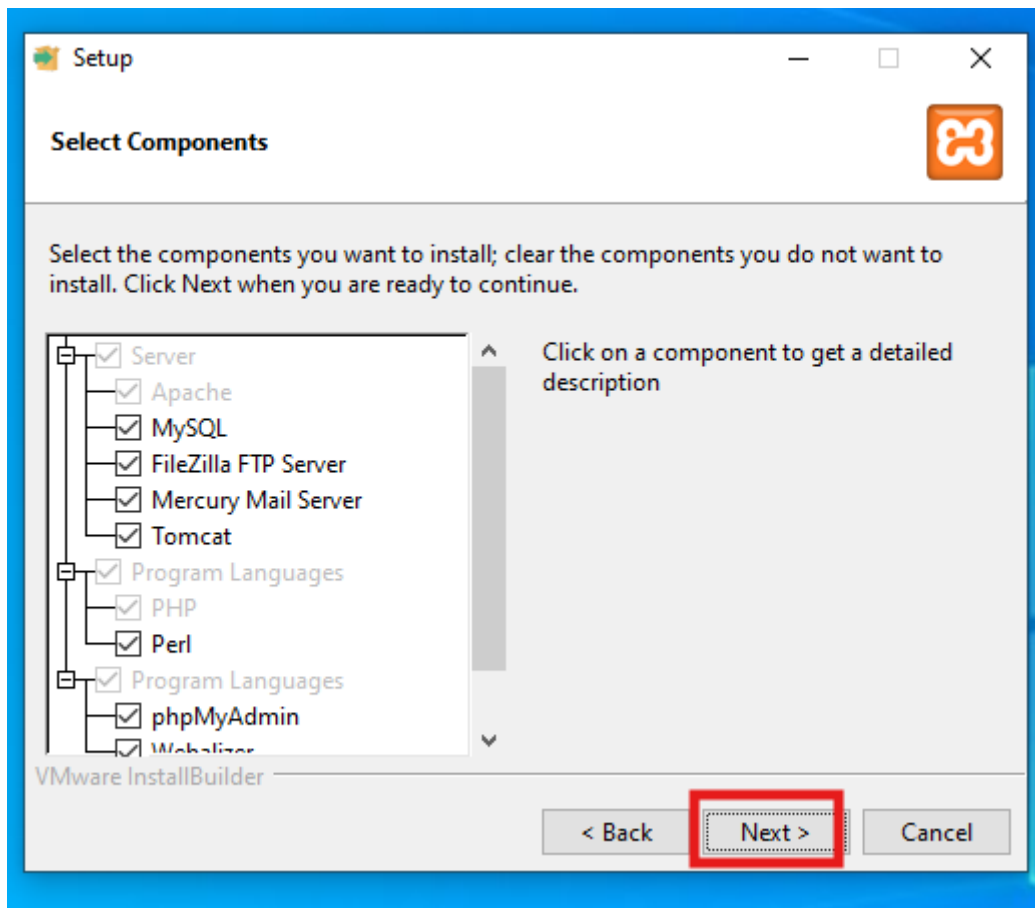 Setup
Select Components
Select the components you want to install; clear the components you do not want to
install. Click Next when you are ready to continue.
Server
Apache
MySQL
FileZilla FTP Server
Mercury Mail Server
Tomcat
Program Languages
PHP
Perl
Program Languages
phpMyAdmin
Webalizer
Click on a component to get a detailed
description
VMware InstallBuilder
< Back
Next >
Cancel